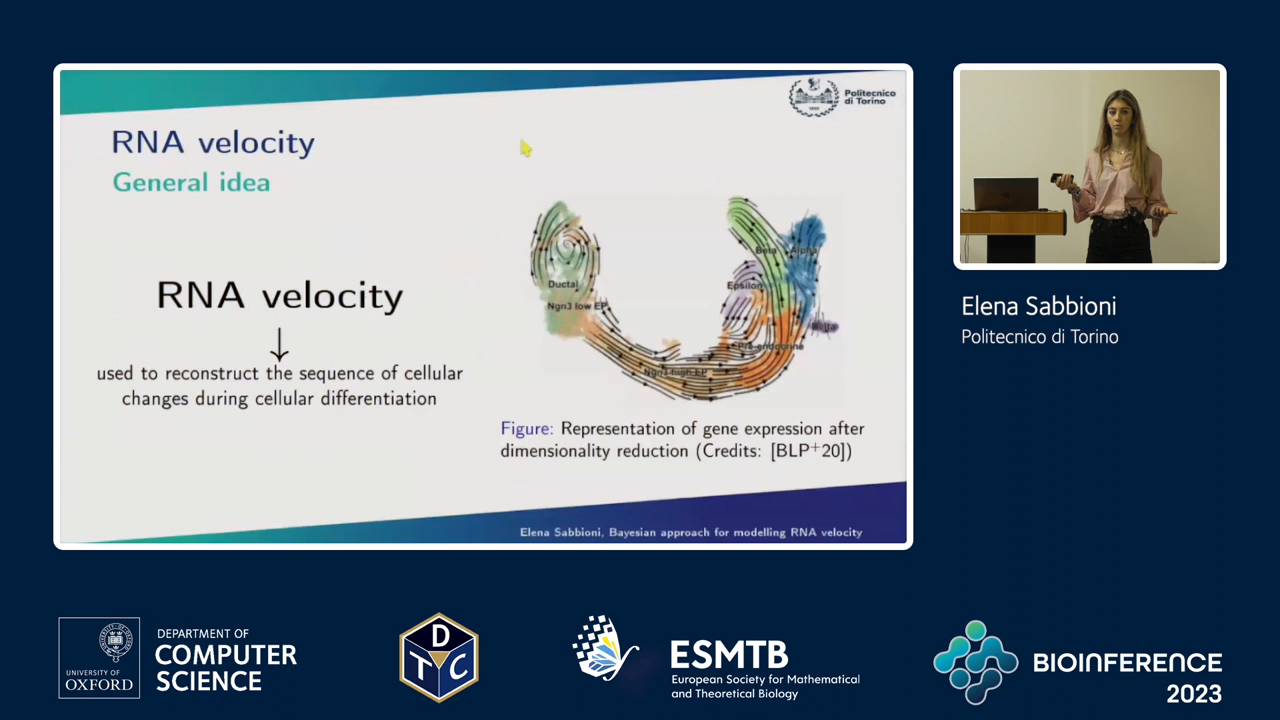 Politecnico
di Torino
RNA velocity
General idea
RNA velocity
used to reconstruct the sequence of cellular
changes during cellular differentiation
Beta
Alpha
Ductal
Epsilon
Ngn3 low EP
Delta
Pre-endocrine
Ngn3 high EP
Figure: Representation of gene expression after
dimensionality reduction (Credits: [BLP+20])
Elena Sabbioni, Bayesian approach for modelling RNA velocity
Elena Sabbioni
Politecnico di Torino
UNIVERSITY OF
OXFORD
DEPARTMENT OF
COMPUTER
SCIENCE
D
T C
ESMTB
European Society for Mathematical
and Theoretical Biology
BIOINFERENCE
2023